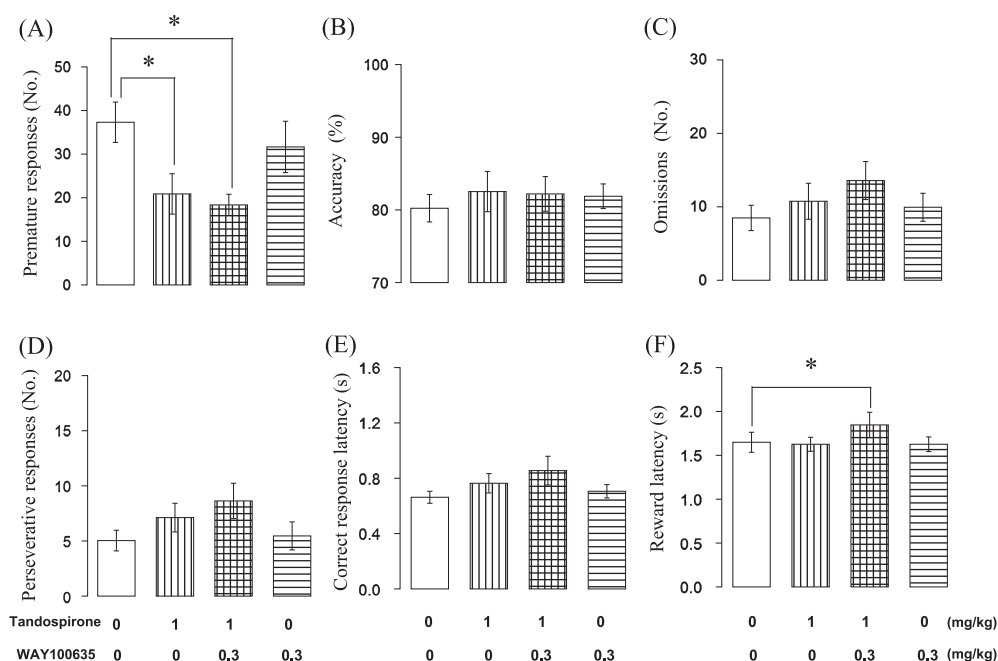 (A)
*
*
Premature responses (No.)
50
40
30
20
10
0
(B)
Accuracy (%)
100
90
80
70
(C)
Omissions (No.)
30
20
10
0
(D)
Perseverative responses (No.)
20
15
10
5
0
(E)
Correct response latency (s)
1.6
1.2
0.8
0.4
0.0
(F)
*
Reward latency (s)
2.5
2.0
1.5
1.0
0.5
0.0
Tandospirone 0 1 1 0 0 1 1 0 0 1 1 0 (mg/kg)
WAY100635 0 0 0.3 0.3 0 0 0.3 0.3 0 0 0.3 0.3 (mg/kg)